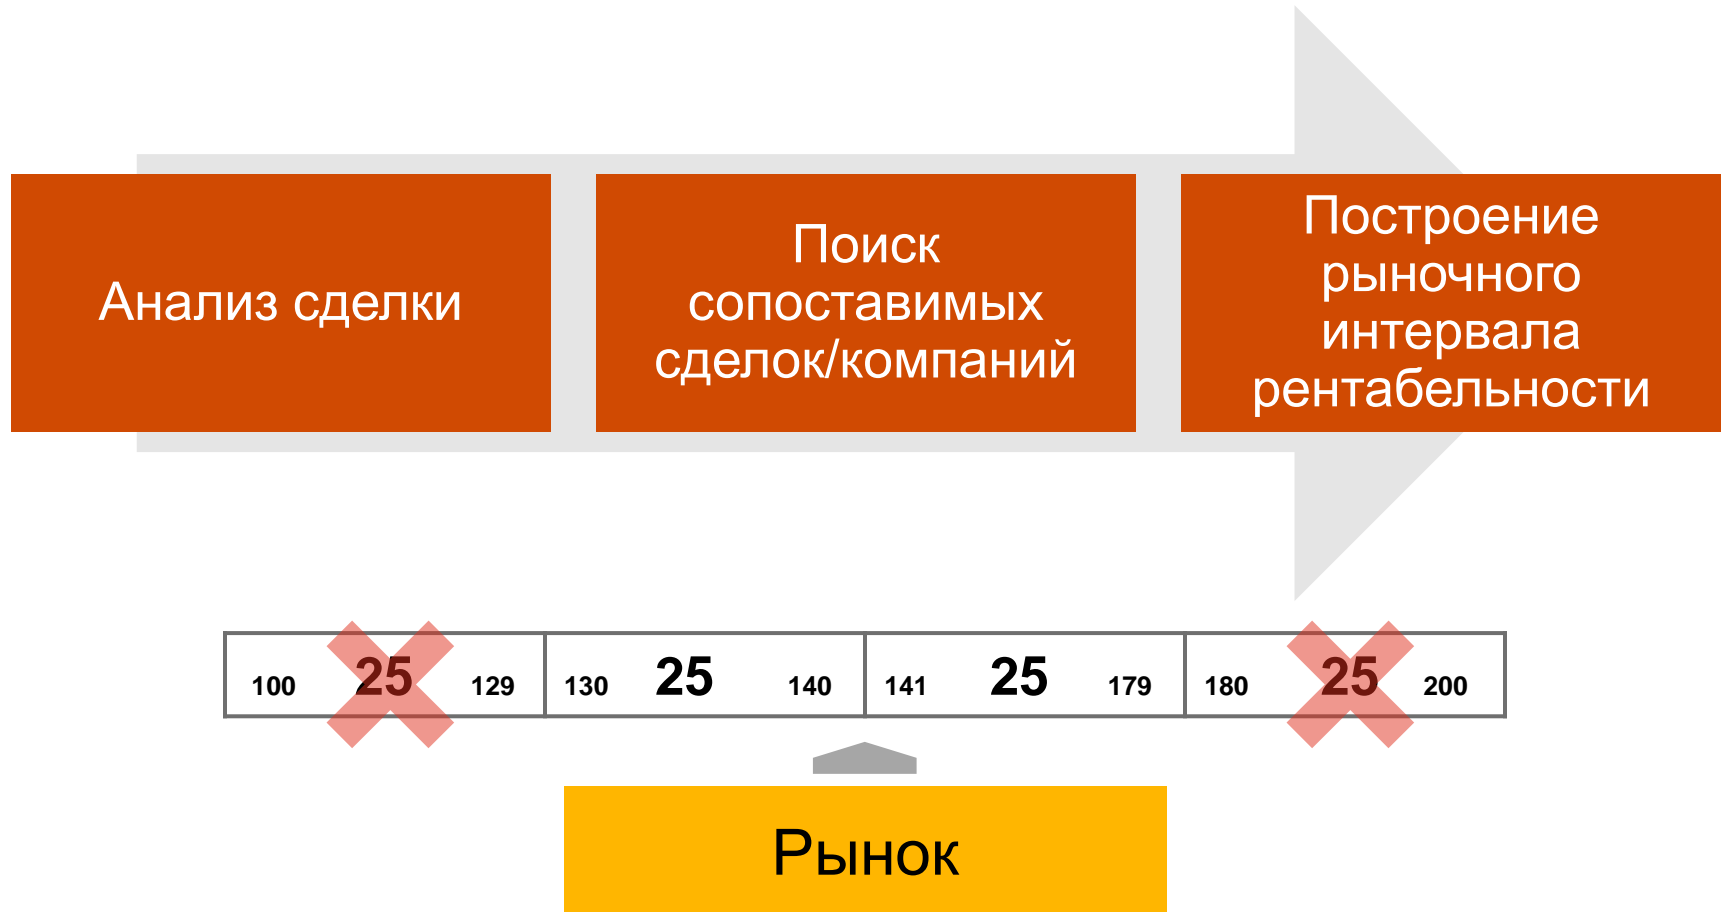 Анализ сделки
Поиск
сопоставимых
сделок/компаний
Построение
рыночного
интервала
рентабельности
100 25 129 130 25 140 141 25 179 180 25 200
Рынок